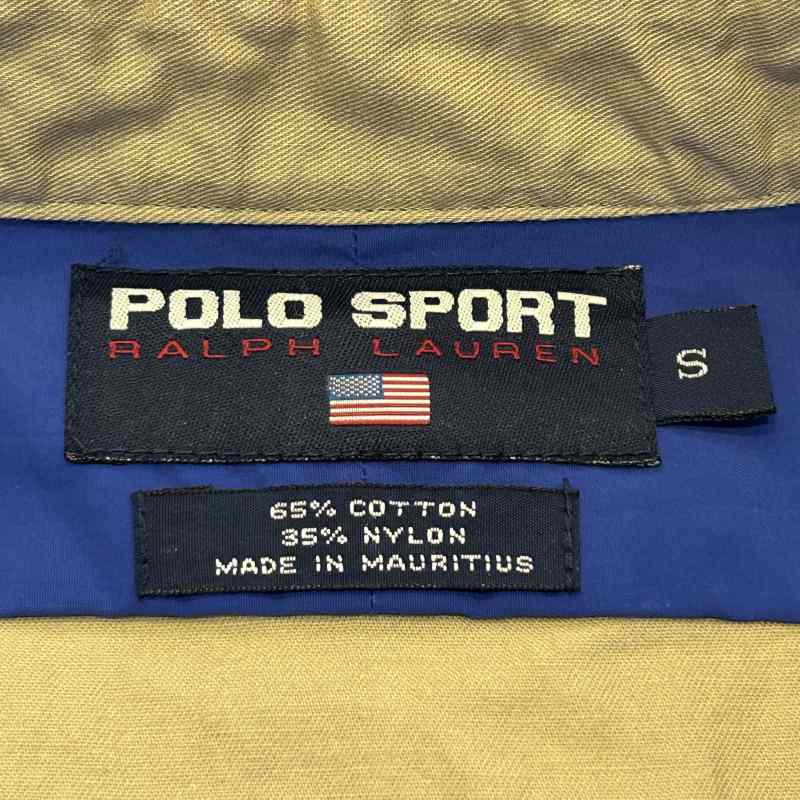 POLO SPORT
RALPH LAUREN
S
65% COTTON
35% NYLON
MADE IN MAURITIUS